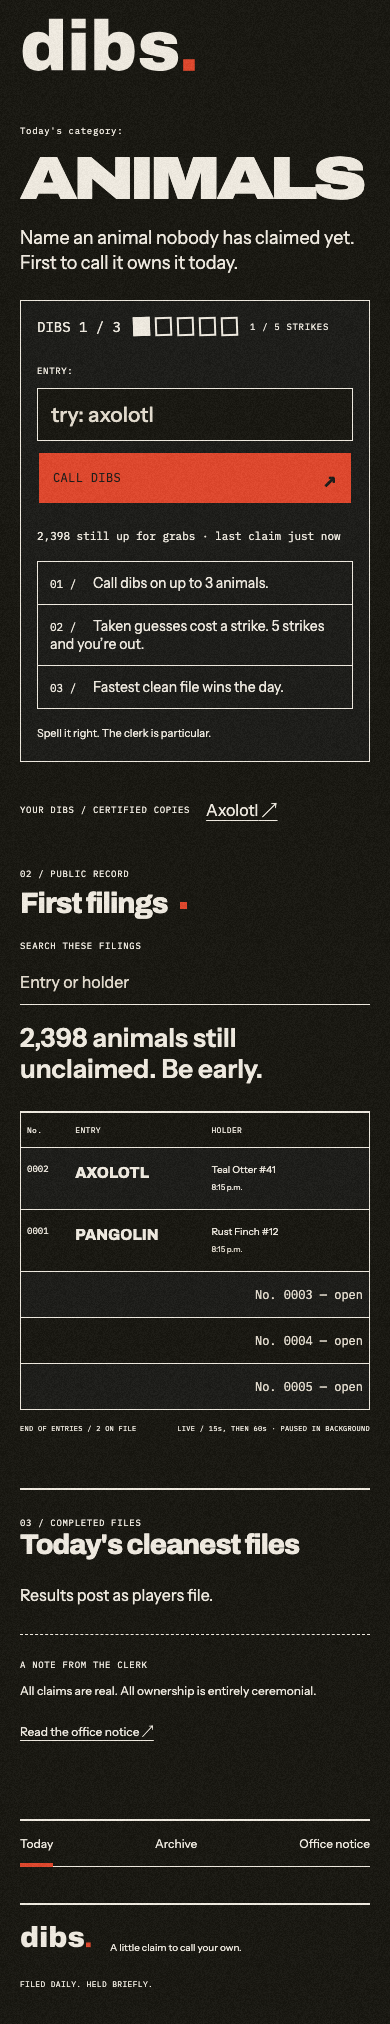 dibs.
Today's category:
ANIMALS
Name an animal nobody has claimed yet.
First to call it owns it today.
DIBS 1 / 3 1 / 5 STRIKES
ENTRY:
try: axolotl
CALL DIBS ↗
2,398 still up for grabs · last claim just now
01 / Call dibs on up to 3 animals.
02 / Taken guesses cost a strike. 5 strikes
and you're out.
03 / Fastest clean file wins the day.
Spell it right. The clerk is particular.
YOUR DIBS / CERTIFIED COPIES Axolotl ↗
02 / PUBLIC RECORD
First filings
SEARCH THESE FILINGS
Entry or holder
2,398 animals still
unclaimed. Be early.
No. ENTRY HOLDER
0002 AXOLOTL Teal Otter #41
8:15 p.m.
0001 PANGOLIN Rust Finch #12
8:15 p.m.
No. 0003 — open
No. 0004 — open
No. 0005 — open
END OF ENTRIES / 2 ON FILE LIVE / 15s, THEN 60s · PAUSED IN BACKGROUND
03 / COMPLETED FILES
Today's cleanest files
Results post as players file.
A NOTE FROM THE CLERK
All claims are real. All ownership is entirely ceremonial.
Read the office notice ↗
Today Archive Office notice
dibs. A little claim to call your own.
FILED DAILY. HELD BRIEFLY.